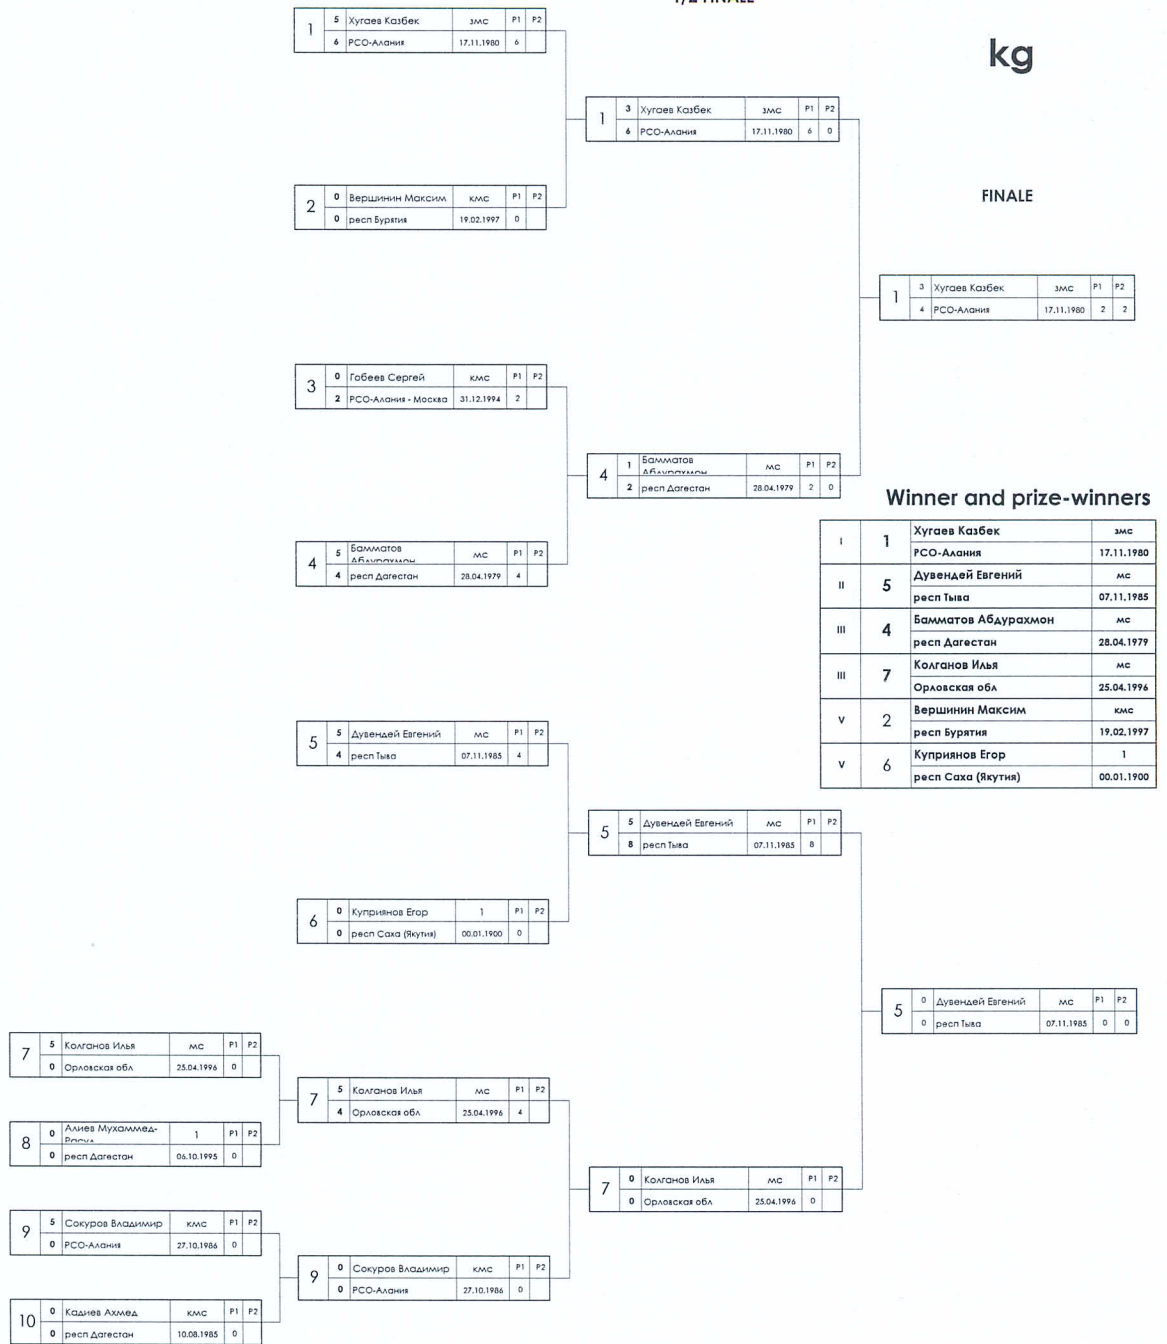 1/2 FINALE
kg
1 5 Хугаев Казбек змс P1 P2
6 РСО-Алания 17.11.1980 6
1 3 Хугаев Казбек змс P1 P2
6 РСО-Алания 17.11.1980 6 0
2 0 Вершинин Максим кмс P1 P2
0 респ Бурятия 19.02.1997 0
FINALE
1 3 Хугаев Казбек змс P1 P2
4 РСО-Алания 17.11.1980 2 2
3 0 Гобеев Сергей кмс P1 P2
2 РСО-Алания - Москва 31.12.1994 2
4 1 Бамматов Абдурахмон мс P1 P2
2 респ Дагестан 28.04.1979 2 0
4 5 Бамматов Абдурахмон мс P1 P2
4 респ Дагестан 28.04.1979 4
Winner and prize-winners
I 1 Хугаев Казбек змс
РСО-Алания 17.11.1980
II 5 Дувендей Евгений мс
респ Тыва 07.11.1985
III 4 Бамматов Абдурахмон мс
респ Дагестан 28.04.1979
III 7 Колганов Илья мс
Орловская обл 25.04.1996
V 2 Вершинин Максим кмс
респ Бурятия 19.02.1997
V 6 Куприянов Егор 1
респ Саха (Якутия) 00.01.1900
5 5 Дувендей Евгений мс P1 P2
4 респ Тыва 07.11.1985 4
5 5 Дувендей Евгений мс P1 P2
8 респ Тыва 07.11.1985 8
6 0 Куприянов Егор 1 P1 P2
0 респ Саха (Якутия) 00.01.1900 0
5 0 Дувендей Евгений мс P1 P2
0 респ Тыва 07.11.1985 0 0
7 5 Колганов Илья мс P1 P2
0 Орловская обл 25.04.1996 0
7 5 Колганов Илья мс P1 P2
4 Орловская обл 25.04.1996 4
8 0 Алиев Мухаммед-Расул 1 P1 P2
0 респ Дагестан 06.10.1995 0
7 0 Колганов Илья мс P1 P2
0 Орловская обл 25.04.1996 0
9 5 Сокуров Владимир кмс P1 P2
0 РСО-Алания 27.10.1986 0
9 0 Сокуров Владимир кмс P1 P2
0 РСО-Алания 27.10.1986 0
10 0 Кадиев Ахмед кмс P1 P2
0 респ Дагестан 10.08.1985 0